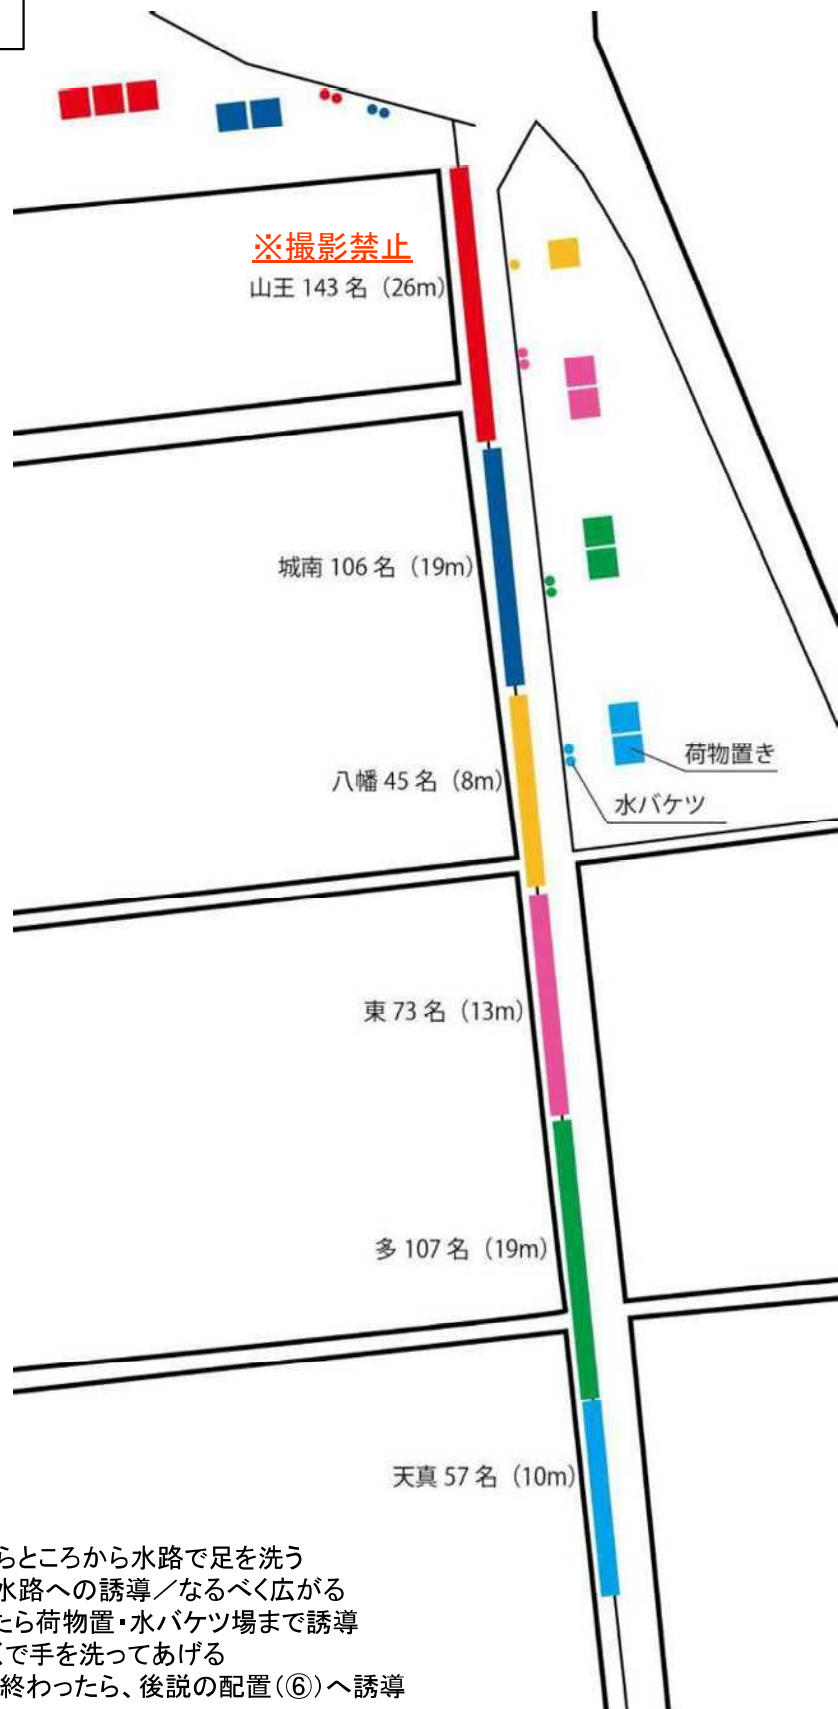 ※撮影禁止
山王 143 名（26m）
城南 106 名（19m）
荷物置き
八幡 45 名（8m）
水バケツ
東 73 名（13m）
多 107 名（19m）
天真 57 名（10m）
らところから水路で足を洗う
水路への誘導／なるべく広がる
たら荷物置・水バケツ場まで誘導
で手を洗ってあげる
終わったら、後説の配置（⑥）へ誘導